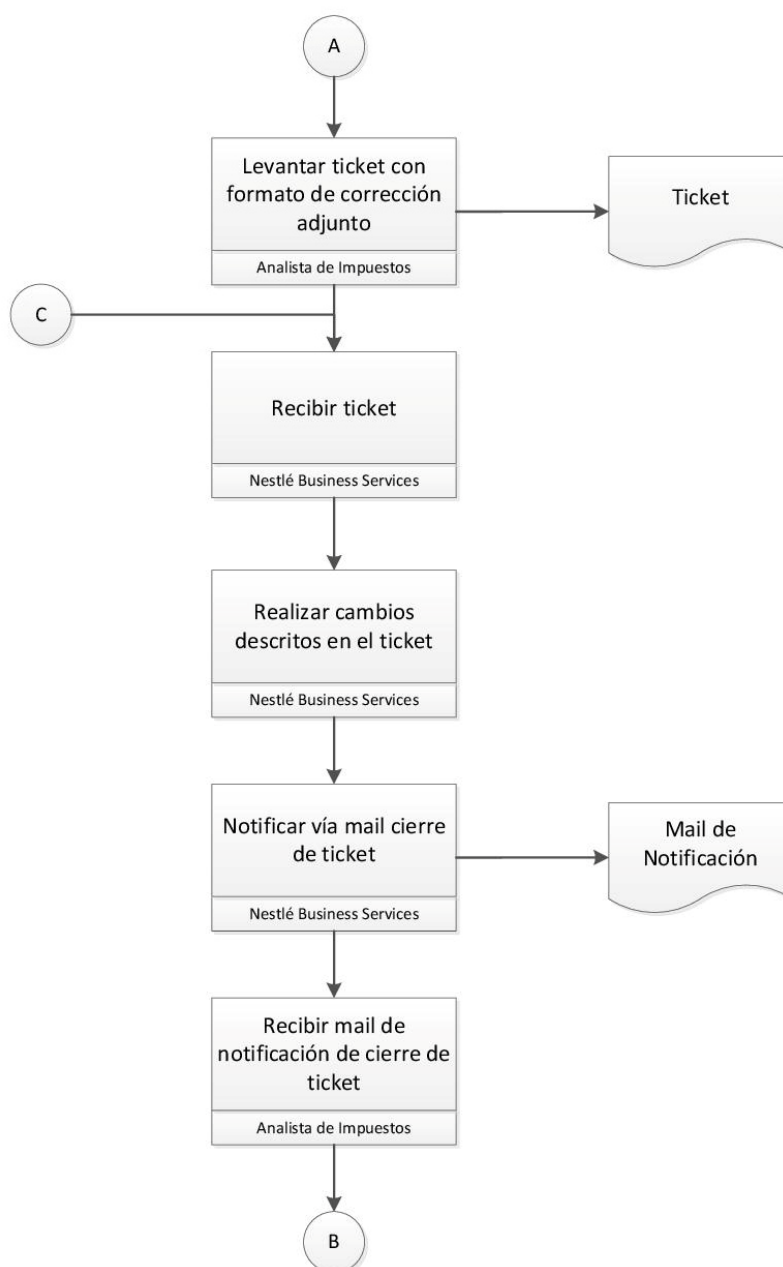 A
Levantar ticket con
formato de corrección
adjunto
Analista de Impuestos
Ticket
C
Recibir ticket
Nestlé Business Services
Realizar cambios
descritos en el ticket
Nestlé Business Services
Notificar vía mail cierre
de ticket
Nestlé Business Services
Mail de
Notificación
Recibir mail de
notificación de cierre de
ticket
Analista de Impuestos
B